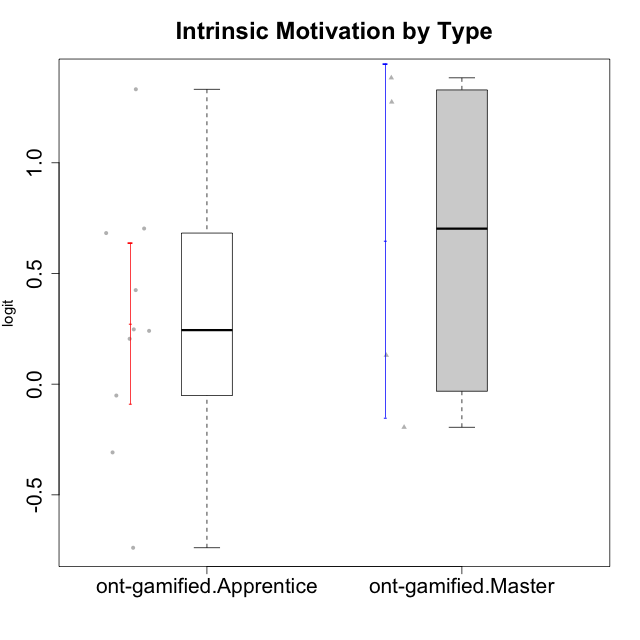 Intrinsic Motivation by Type
logit
1.0
0.5
0.0
-0.5
ont-gamified.Apprentice
ont-gamified.Master